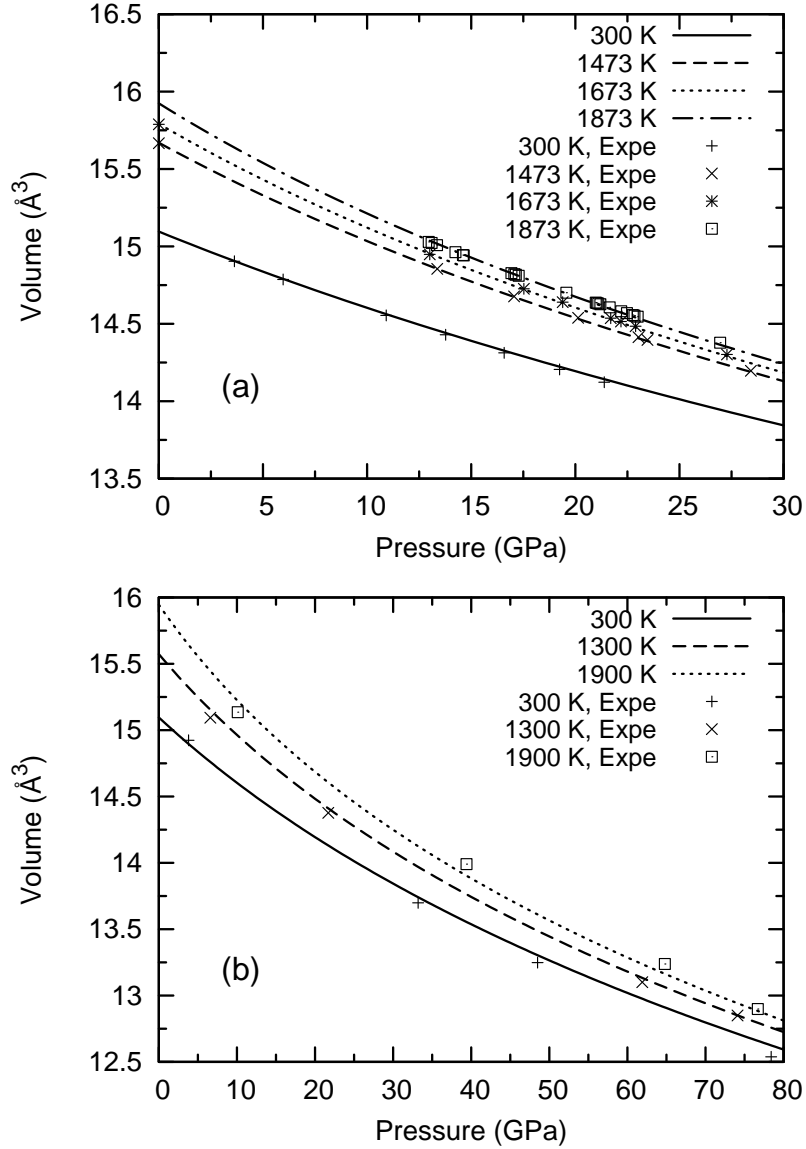 16.5
16
15.5
15
14.5
14
13.5
Volume (Å³)
300 K
1473 K
1673 K
1873 K
300 K, Expe
1473 K, Expe
1673 K, Expe
1873 K, Expe
(a)
0 5 10 15 20 25 30
Pressure (GPa)
16
15.5
15
14.5
14
13.5
13
12.5
Volume (Å³)
300 K
1300 K
1900 K
300 K, Expe
1300 K, Expe
1900 K, Expe
(b)
0 10 20 30 40 50 60 70 80
Pressure (GPa)